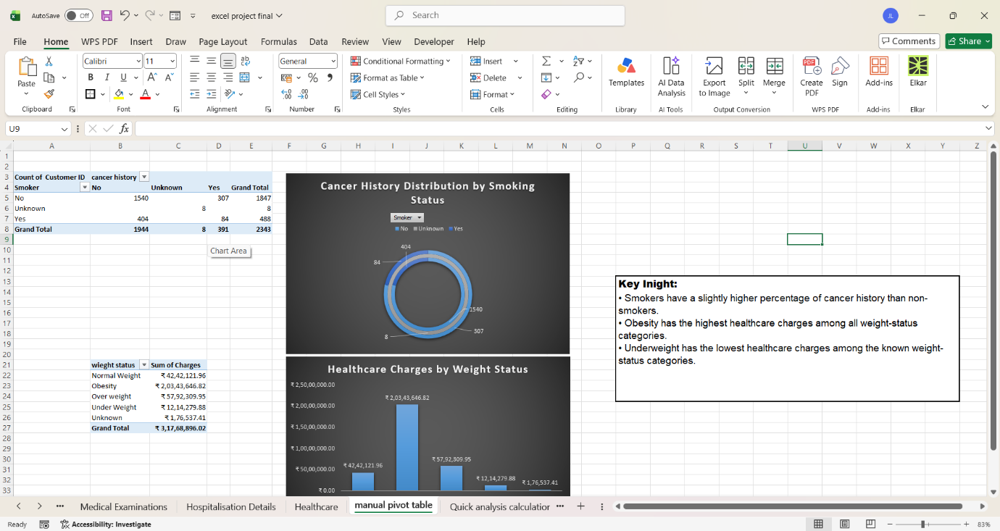 AutoSave Off excel project final Search JL
File Home WPS PDF Insert Draw Page Layout Formulas Data Review View Developer Help Comments Share
Calibri 11 General Conditional Formatting Insert
Paste B I U Format as Table Delete Templates AI Data Analysis Export to Image Split Merge Create PDF Sign Add-ins Elkar
Cell Styles Format
Clipboard Font Alignment Number Styles Cells Editing Library AI Tools Output Conversion WPS PDF Add-ins Elkar
U9 fx
A B C D E F G H I J K L M N O P Q R S T U V W X Y Z
1
2
3 Count of Customer ID cancer history
4 Smoker No Unknown Yes Grand Total
5 No 1540 307 1847
6 Unknown 8 8
7 Yes 404 84 488
8 Grand Total 1944 8 391 2343
9
10
11
12
13
14
15
16
17
18
19
20
21 wieght status Sum of Charges
22 Normal Weight ₹ 42,42,121.96
23 Obesity ₹ 2,03,43,646.82
24 Over weight ₹ 57,92,309.95
25 Under Weight ₹ 12,14,279.88
26 Unknown ₹ 1,76,537.41
27 Grand Total ₹ 3,17,68,896.02
28
29
30
31
32
33
Chart Area
Cancer History Distribution by Smoking
Status
Smoker
No Unknown Yes
404
84
1540
307
8
Healthcare Charges by Weight Status
₹ 2,50,00,000.00
₹ 2,03,43,646.82
₹ 2,00,00,000.00
₹ 1,50,00,000.00
₹ 1,00,00,000.00
₹ 57,92,309.95
₹ 50,00,000.00 ₹ 42,42,121.96
₹ 12,14,279.88 ₹ 1,76,537.41
₹ 0.00
Key Inight:
• Smokers have a slightly higher percentage of cancer history than non-
smokers.
• Obesity has the highest healthcare charges among all weight-status
categories.
• Underweight has the lowest healthcare charges among the known weight-
status categories.
Medical Examinations Hospitalisation Details Healthcare manual pivot table Quick analysis calculatior
Ready Accessibility: Investigate 83%